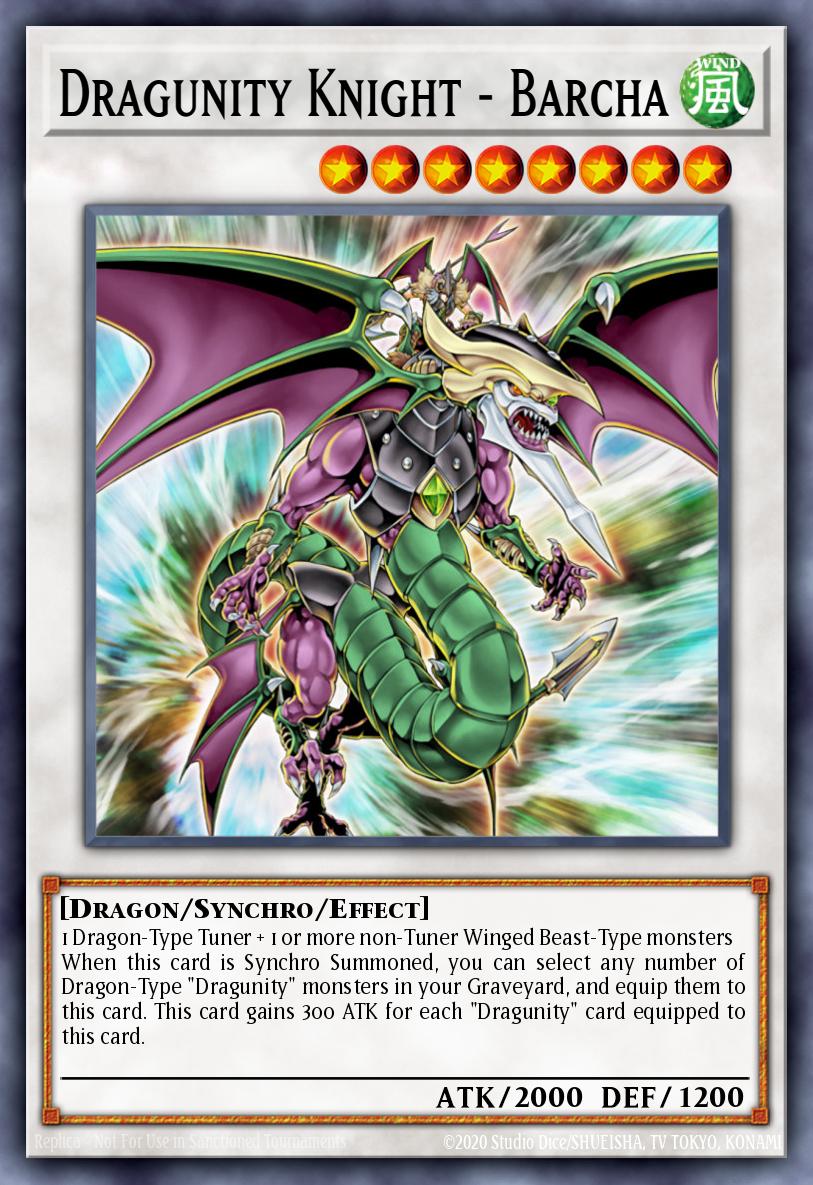 Dragunity Knight - Barcha
WIND
風
[Dragon/Synchro/Effect]
1 Dragon-Type Tuner + 1 or more non-Tuner Winged Beast-Type monsters
When this card is Synchro Summoned, you can select any number of
Dragon-Type "Dragunity" monsters in your Graveyard, and equip them to
this card. This card gains 300 ATK for each "Dragunity" card equipped to
this card.
ATK/2000 DEF/1200
Replica - Not For Use in Sanctioned Tournaments
©2020 Studio Dice/SHUEISHA, TV TOKYO, KONAMI